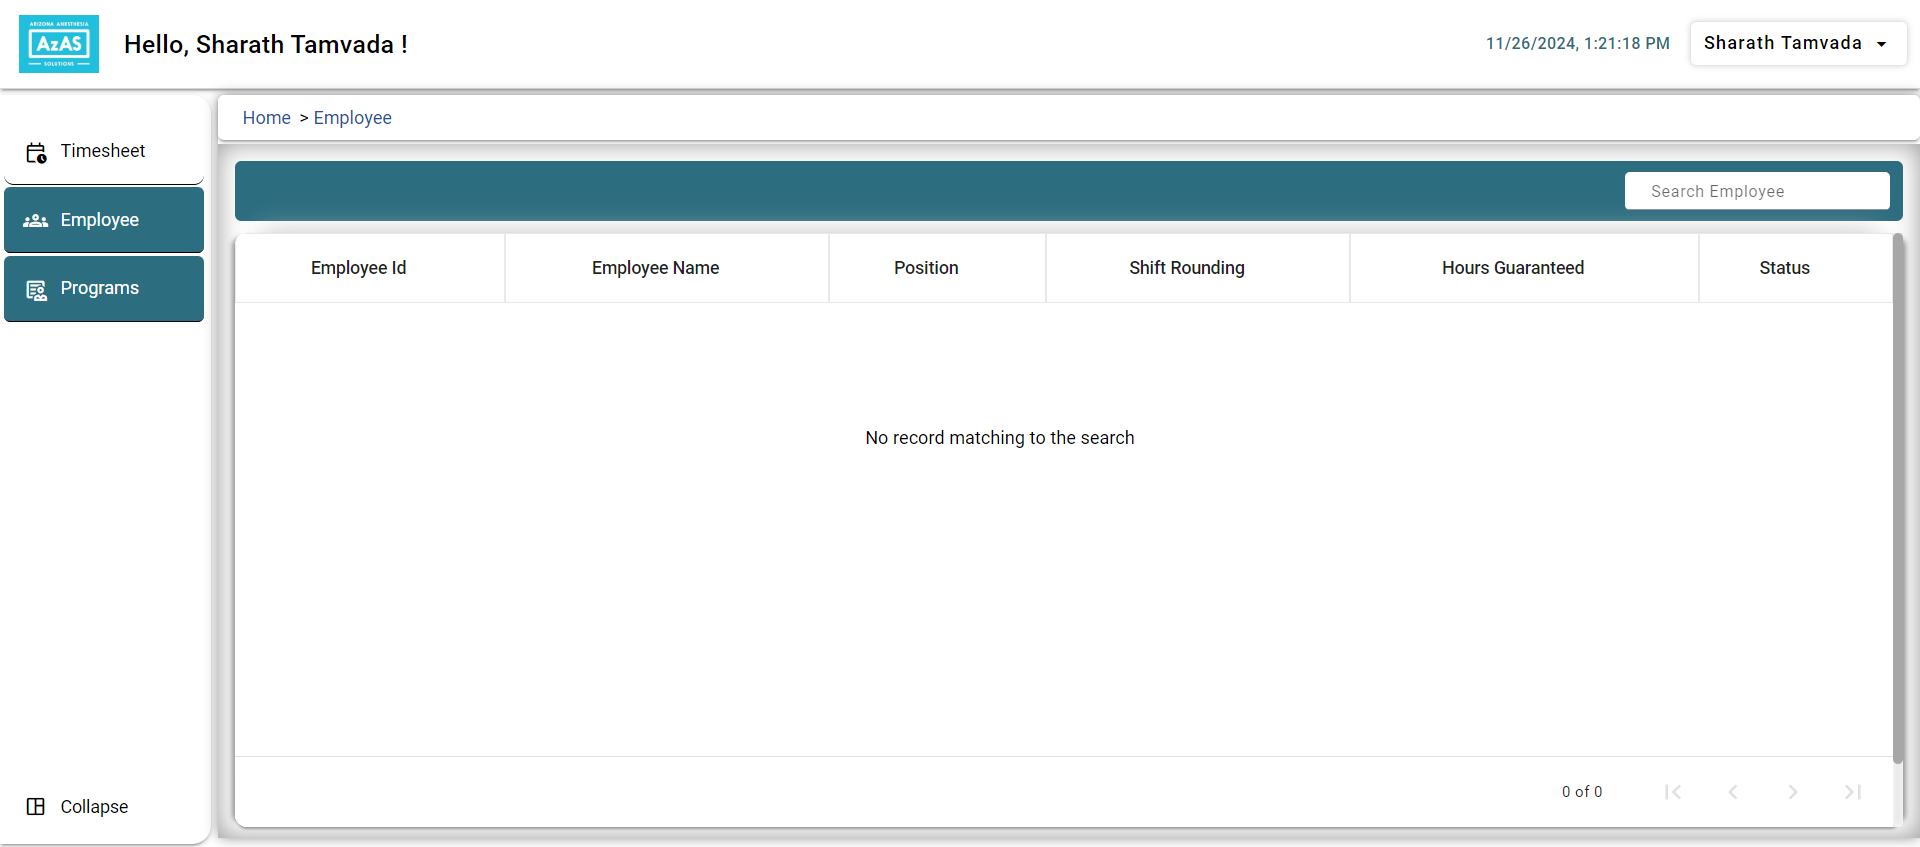 ARIZONA ANESTHESIA
AzAS
SOLUTIONS
Hello, Sharath Tamvada !
11/26/2024, 1:21:18 PM
Sharath Tamvada
Home > Employee
Timesheet
Employee
Programs
Collapse
Search Employee
Employee Id Employee Name Position Shift Rounding Hours Guaranteed Status
No record matching to the search
0 of 0